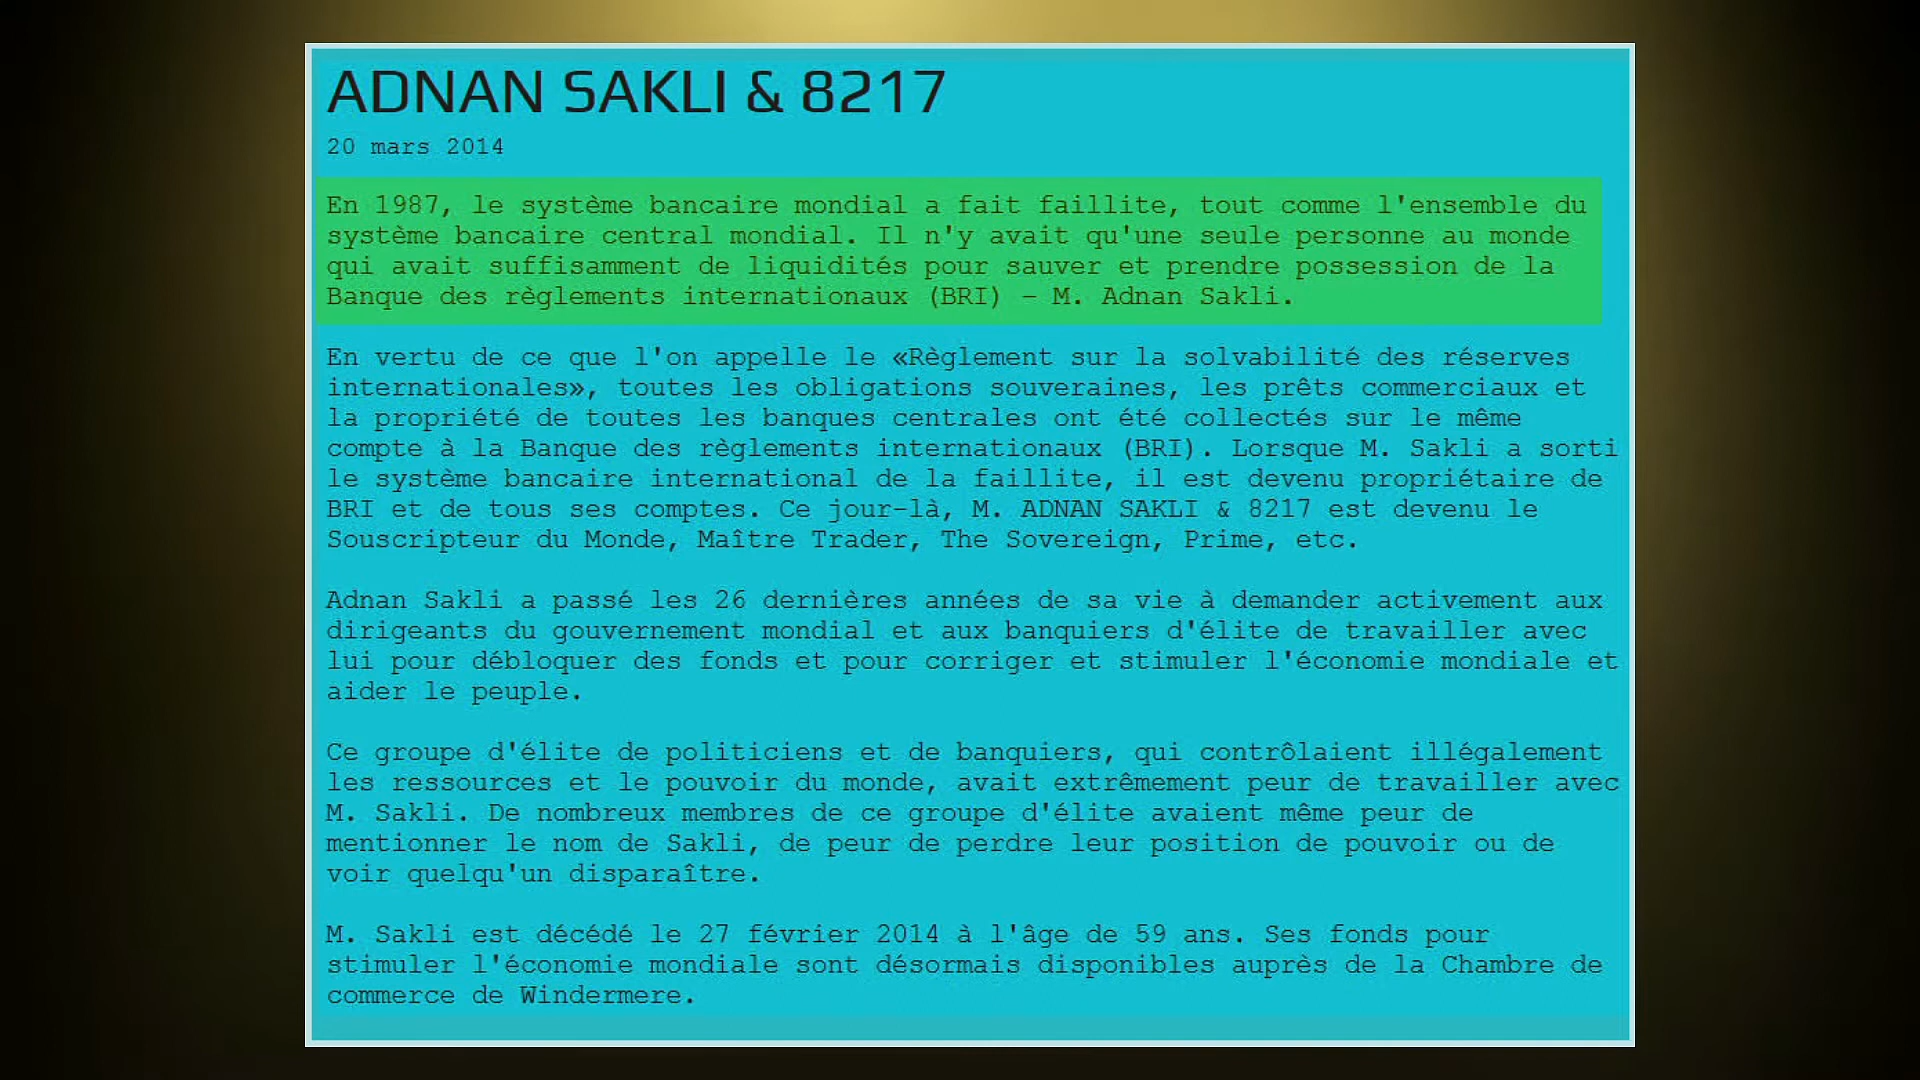 ADNAN SAKLI & 8217
20 mars 2014
En 1987, le système bancaire mondial a fait faillite, tout comme l'ensemble du
système bancaire central mondial. Il n'y avait qu'une seule personne au monde
qui avait suffisamment de liquidités pour sauver et prendre possession de la
Banque des règlements internationaux (BRI) - M. Adnan Sakli.
En vertu de ce que l'on appelle le «Règlement sur la solvabilité des réserves
internationales», toutes les obligations souveraines, les prêts commerciaux et
la propriété de toutes les banques centrales ont été collectés sur le même
compte à la Banque des règlements internationaux (BRI). Lorsque M. Sakli a sorti
le système bancaire international de la faillite, il est devenu propriétaire de
BRI et de tous ses comptes. Ce jour-là, M. ADNAN SAKLI & 8217 est devenu le
Souscripteur du Monde, Maître Trader, The Sovereign, Prime, etc.
Adnan Sakli a passé les 26 dernières années de sa vie à demander activement aux
dirigeants du gouvernement mondial et aux banquiers d'élite de travailler avec
lui pour débloquer des fonds et pour corriger et stimuler l'économie mondiale et
aider le peuple.
Ce groupe d'élite de politiciens et de banquiers, qui contrôlaient illégalement
les ressources et le pouvoir du monde, avait extrêmement peur de travailler avec
M. Sakli. De nombreux membres de ce groupe d'élite avaient même peur de
mentionner le nom de Sakli, de peur de perdre leur position de pouvoir ou de
voir quelqu'un disparaître.
M. Sakli est décédé le 27 février 2014 à l'âge de 59 ans. Ses fonds pour
stimuler l'économie mondiale sont désormais disponibles auprès de la Chambre de
commerce de Windermere.